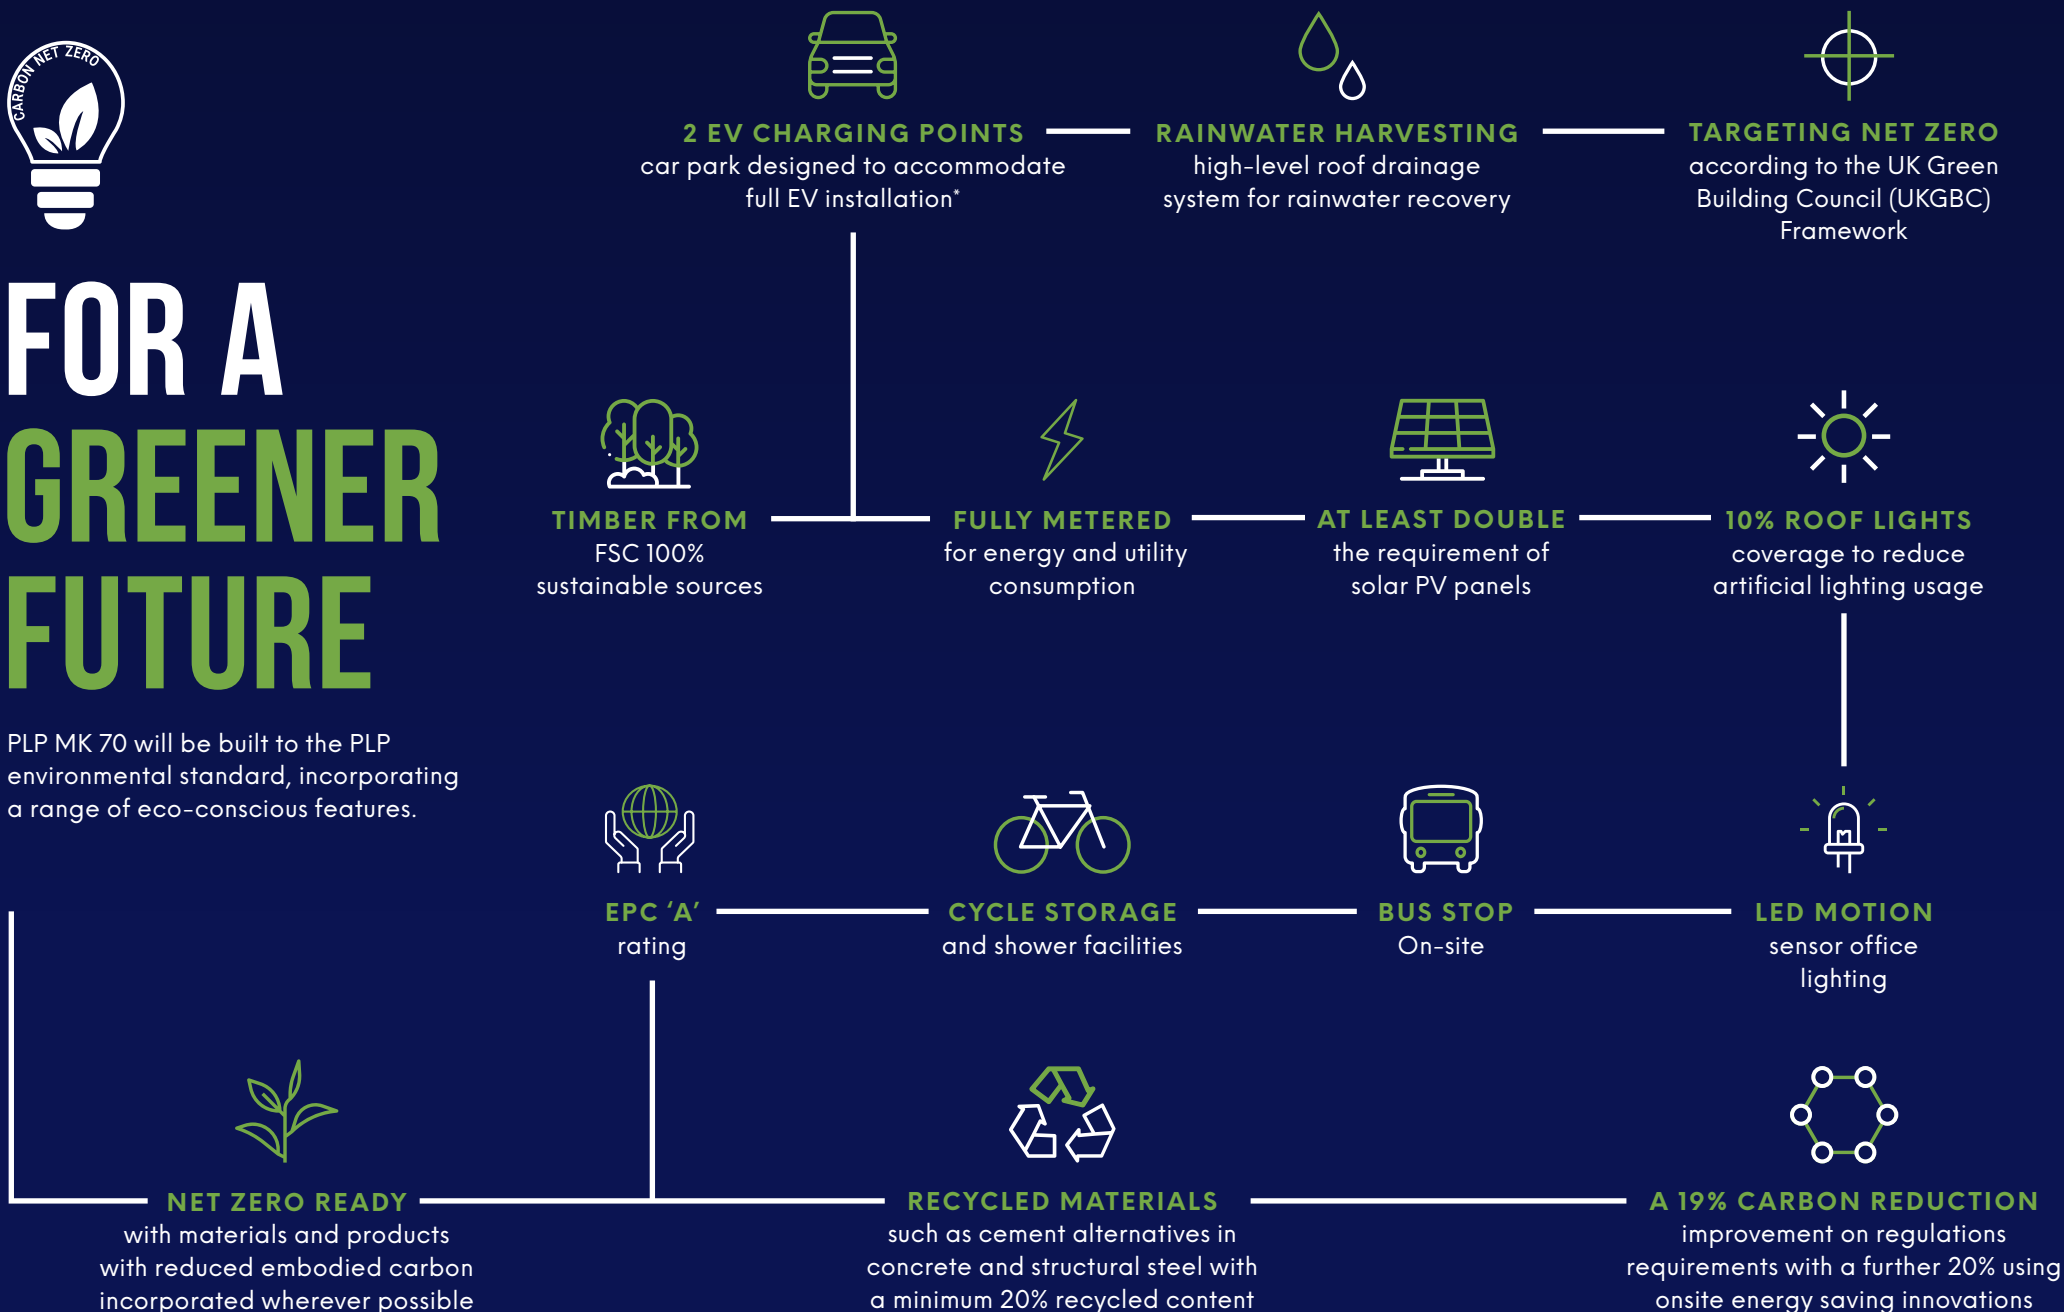 CARBON NET ZERO
FOR A
GREENER
FUTURE
PLP MK 70 will be built to the PLP
environmental standard, incorporating
a range of eco-conscious features.
2 EV CHARGING POINTS
car park designed to accommodate
full EV installation*
RAINWATER HARVESTING
high-level roof drainage
system for rainwater recovery
TARGETING NET ZERO
according to the UK Green
Building Council (UKGBC)
Framework
TIMBER FROM
FSC 100%
sustainable sources
FULLY METERED
for energy and utility
consumption
AT LEAST DOUBLE
the requirement of
solar PV panels
10% ROOF LIGHTS
coverage to reduce
artificial lighting usage
EPC ‘A’
rating
CYCLE STORAGE
and shower facilities
BUS STOP
On-site
LED MOTION
sensor office
lighting
NET ZERO READY
with materials and products
with reduced embodied carbon
incorporated wherever possible
RECYCLED MATERIALS
such as cement alternatives in
concrete and structural steel with
a minimum 20% recycled content
A 19% CARBON REDUCTION
improvement on regulations
requirements with a further 20% using
onsite energy saving innovations